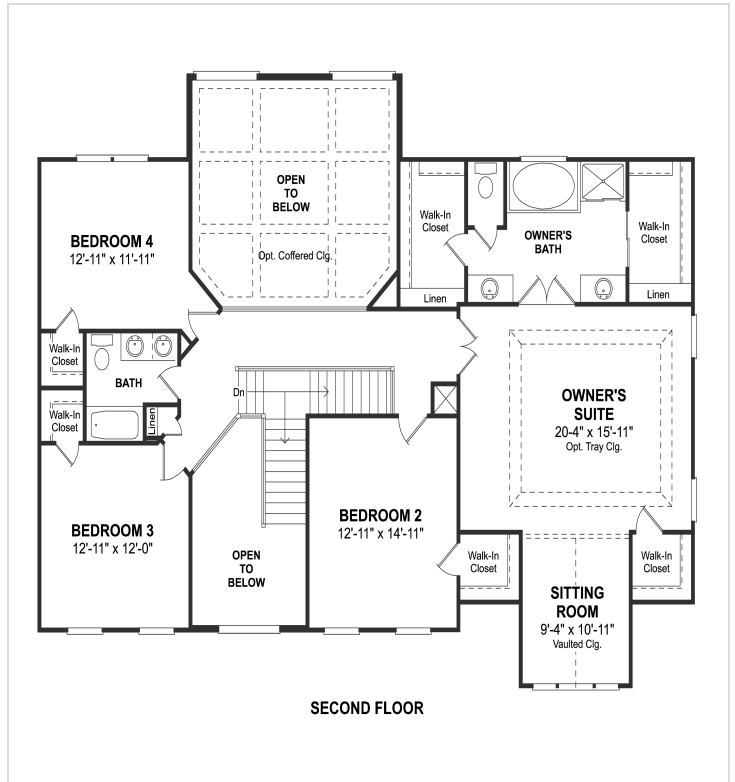 OPEN
TO
BELOW
Opt. Coffered Clg.
BEDROOM 4
12'-11" x 11'-11"
Walk-In
Closet
Linen
OWNER'S
BATH
Walk-In
Closet
Linen
Walk-In
Closet
BATH
Walk-In
Closet
Linen
Dn
OWNER'S
SUITE
20-4" x 15'-11"
Opt. Tray Clg.
BEDROOM 3
12'-11" x 12'-0"
OPEN
TO
BELOW
BEDROOM 2
12'-11" x 14'-11"
Walk-In
Closet
Walk-In
Closet
SITTING
ROOM
9'-4" x 10'-11"
Vaulted Clg.
SECOND FLOOR